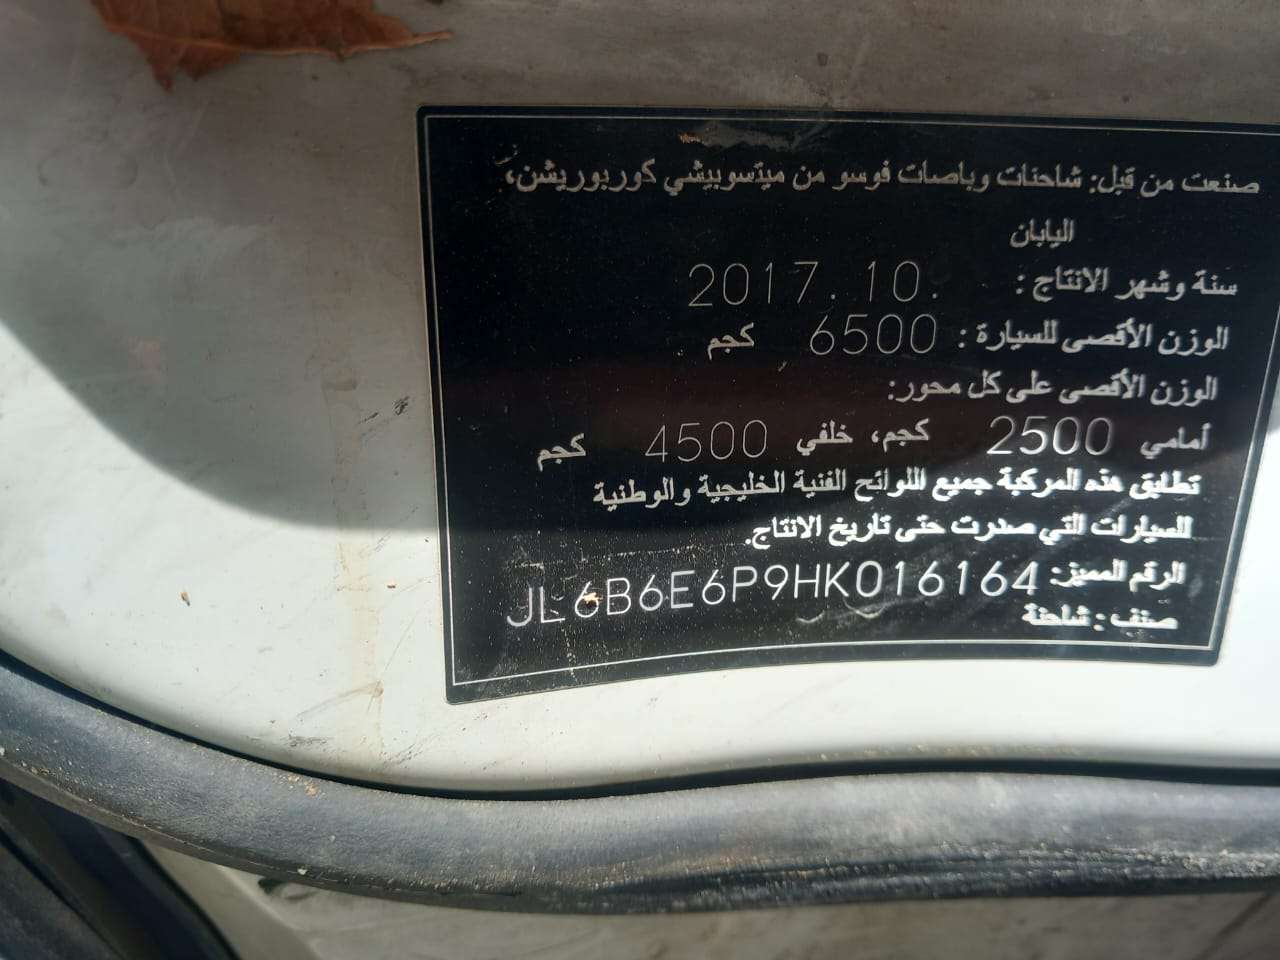 صنعت من قبل: شاحنات وباصات فوسو من ميتسوبيشي كوربوريشن،
اليابان
سنة وشهر الانتاج : 2017.10.
الوزن الأقصى للسيارة : 6500 كجم
الوزن الأقصى على كل محور:
أمامي 2500 كجم، خلفي 4500 كجم
تطابق هذه المركبة جميع اللوائح الفنية الخليجية والوطنية
للسيارات التي صدرت حتى تاريخ الانتاج.
الرقم المميز: JL6B6E6P9HK016164
صنف : شاحنة